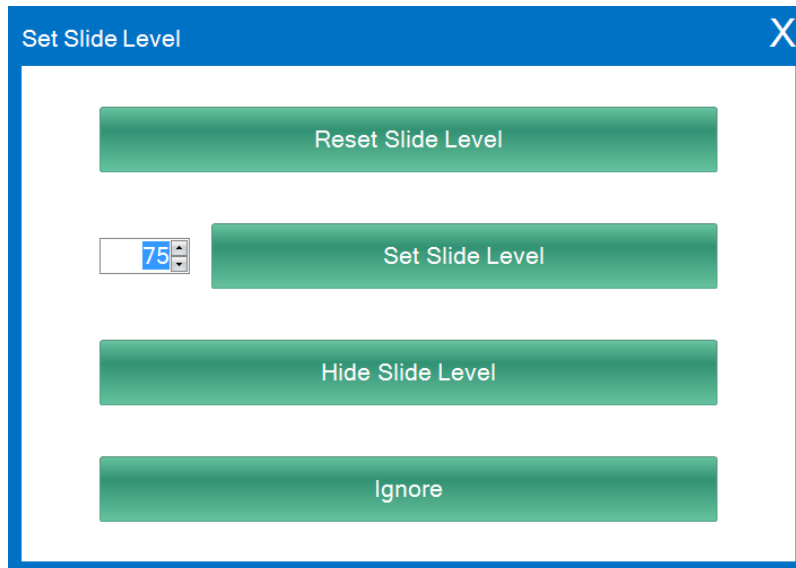 Set Slide Level X
Reset Slide Level
75 Set Slide Level
Hide Slide Level
Ignore